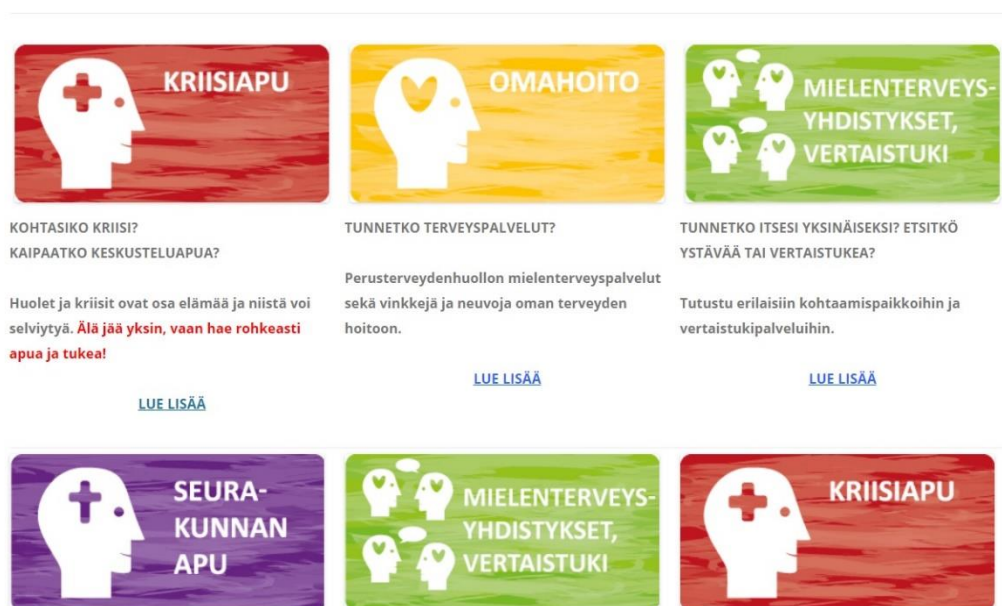 KRIISIAPU
KOHTASIKO KRIISI?
KAIPAATKO KESKUSTELUAPUA?
Huolet ja kriisit ovat osa elämää ja niistä voi
selviytyä. Älä jää yksin, vaan hae rohkeasti
apua ja tukea!
LUE LISÄÄ
OMAHOITO
TUNNETKO TERVEYSPALVELUT?
Perusterveydenhuollon mielenterveyspalvelut
sekä vinkkejä ja neuvoja oman terveyden
hoitoon.
LUE LISÄÄ
MIELENTERVEYS-
YHDISTYKSET,
VERTAISTUKI
TUNNETKO ITSESI YKSINÄISEKSI? ETSITKÖ
YSTÄVÄÄ TAI VERTAISTUKEA?
Tutustu erilaisiin kohtaamispaikkoihin ja
vertaistukipalveluihin.
LUE LISÄÄ
SEURA-
KUNNAN
APU
MIELENTERVEYS-
YHDISTYKSET,
VERTAISTUKI
KRIISIAPU